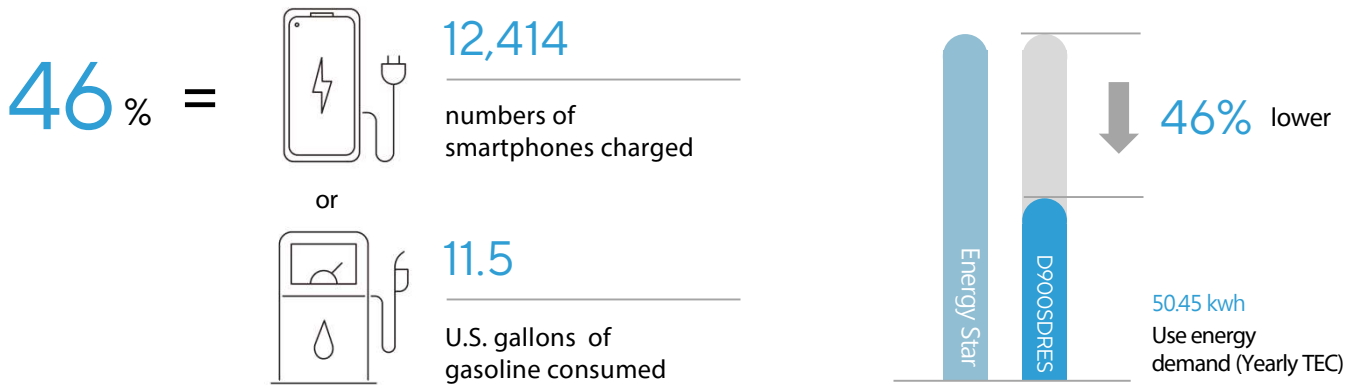 46 % =
12,414
numbers of
smartphones charged
or
11.5
U.S. gallons of
gasoline consumed
Energy Star
D900SDRES
46% lower
50.45 kwh
Use energy
demand (Yearly TEC)